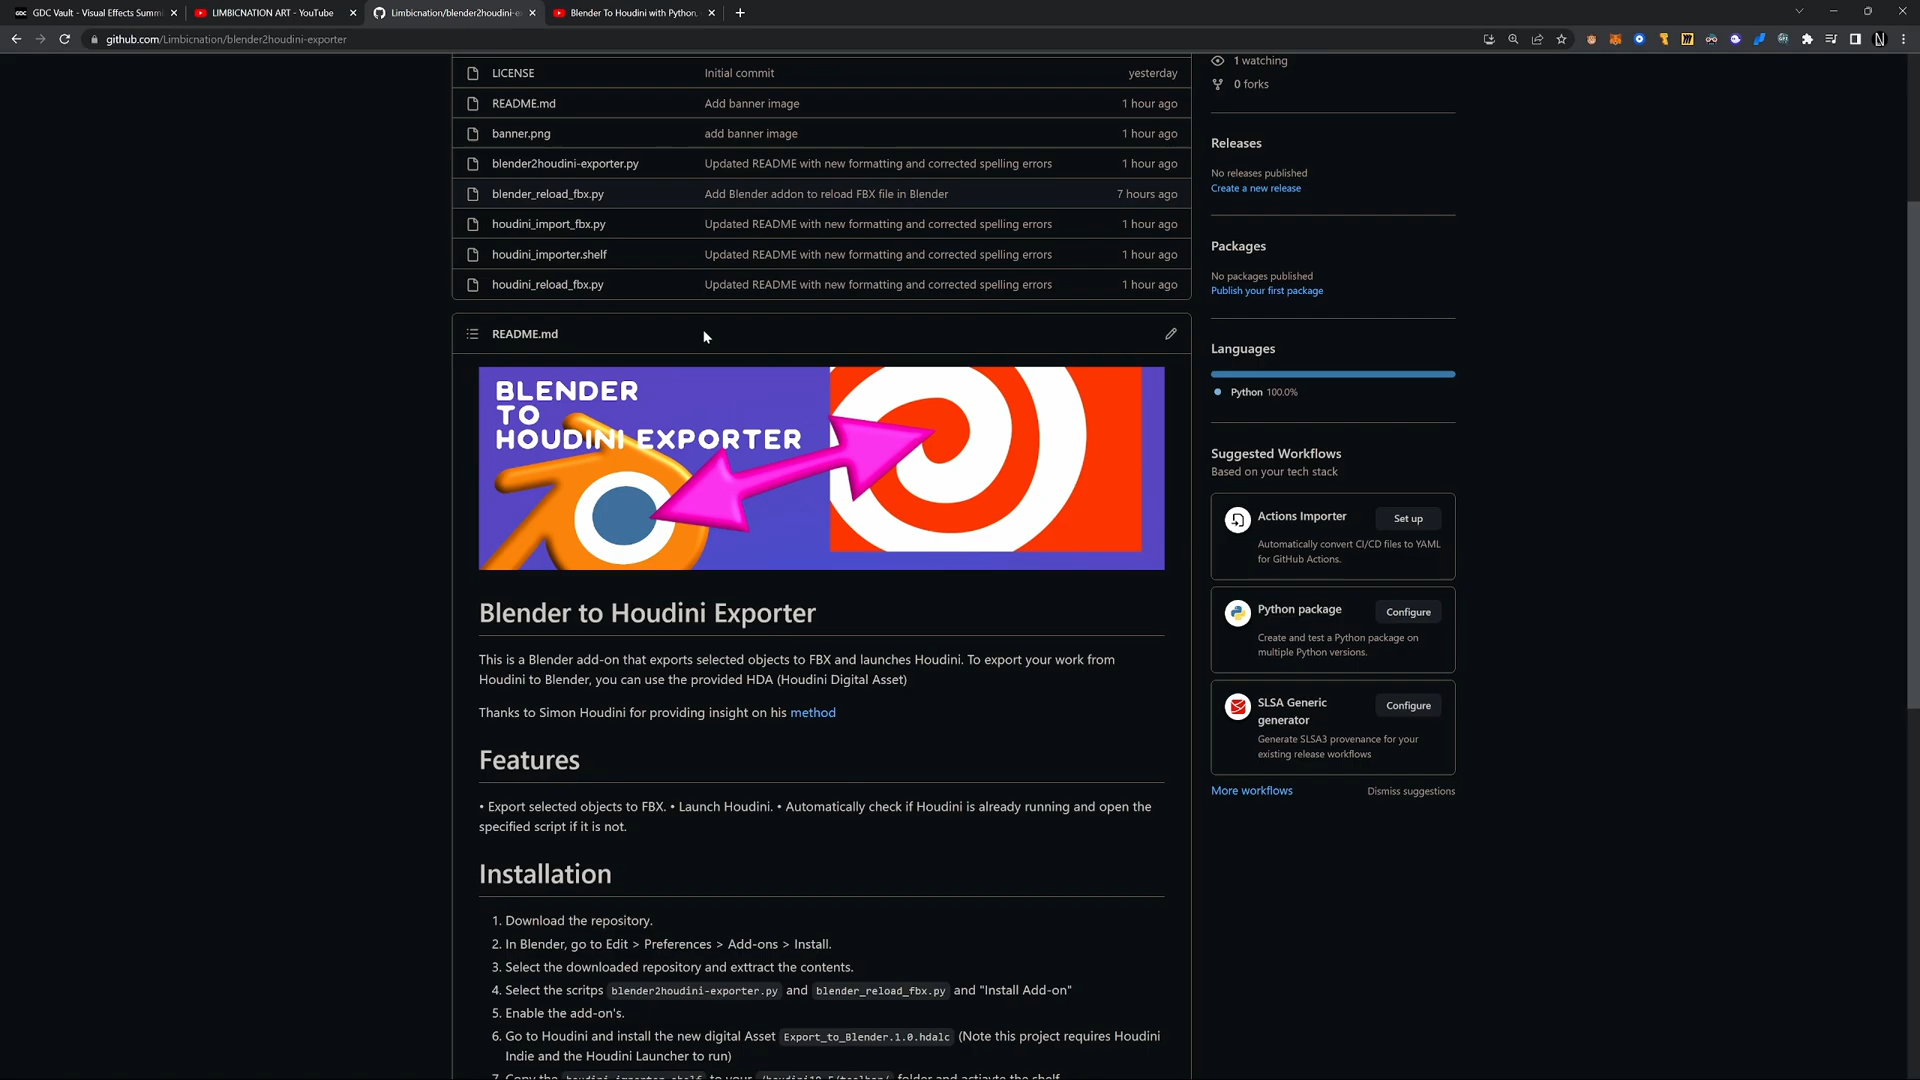 GDC Vault - Visual Effects Summi
LIMBICNATION ART - YouTube
Limbicnation/blender2houdini-e
Blender To Houdini with Python,
github.com/Limbicnation/blender2houdini-exporter
LICENSE Initial commit yesterday
README.md Add banner image 1 hour ago
banner.png add banner image 1 hour ago
blender2houdini-exporter.py Updated README with new formatting and corrected spelling errors 1 hour ago
blender_reload_fbx.py Add Blender addon to reload FBX file in Blender 7 hours ago
houdini_import_fbx.py Updated README with new formatting and corrected spelling errors 1 hour ago
houdini_importer.shelf Updated README with new formatting and corrected spelling errors 1 hour ago
houdini_reload_fbx.py Updated README with new formatting and corrected spelling errors 1 hour ago
README.md
BLENDER
TO
HOUDINI EXPORTER
Blender to Houdini Exporter
This is a Blender add-on that exports selected objects to FBX and launches Houdini. To export your work from
Houdini to Blender, you can use the provided HDA (Houdini Digital Asset)
Thanks to Simon Houdini for providing insight on his method
Features
• Export selected objects to FBX. • Launch Houdini. • Automatically check if Houdini is already running and open the
specified script if it is not.
Installation
1. Download the repository.
2. In Blender, go to Edit > Preferences > Add-ons > Install.
3. Select the downloaded repository and exttract the contents.
4. Select the scritps blender2houdini-exporter.py and blender_reload_fbx.py and "Install Add-on"
5. Enable the add-on's.
6. Go to Houdini and install the new digital Asset Export_to_Blender.1.0.hdalc (Note this project requires Houdini
Indie and the Houdini Launcher to run)
7. Copy the houdini_importer.shelf to your /houdini19.5/toolbar/ folder and actiavte the shelf
1 watching
0 forks
Releases
No releases published
Create a new release
Packages
No packages published
Publish your first package
Languages
Python 100.0%
Suggested Workflows
Based on your tech stack
Actions Importer Set up
Automatically convert CI/CD files to YAML
for GitHub Actions.
Python package Configure
Create and test a Python package on
multiple Python versions.
SLSA Generic
generator Configure
Generate SLSA3 provenance for your
existing release workflows
More workflows Dismiss suggestions